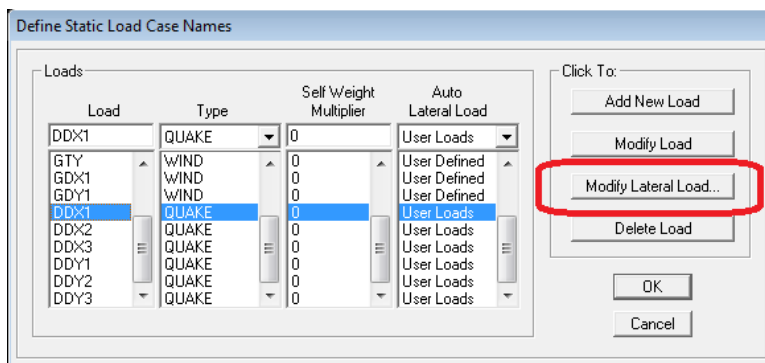 Define Static Load Case Names
Loads
Click To:
Load Type Self Weight Multiplier Auto Lateral Load
DDX1 QUAKE 0 User Loads
GTY WIND 0 User Defined
GDX1 WIND 0 User Defined
GDY1 WIND 0 User Defined
DDX1 QUAKE 0 User Loads
DDX2 QUAKE 0 User Loads
DDX3 QUAKE 0 User Loads
DDY1 QUAKE 0 User Loads
DDY2 QUAKE 0 User Loads
DDY3 QUAKE 0 User Loads
Add New Load
Modify Load
Modify Lateral Load...
Delete Load
OK
Cancel